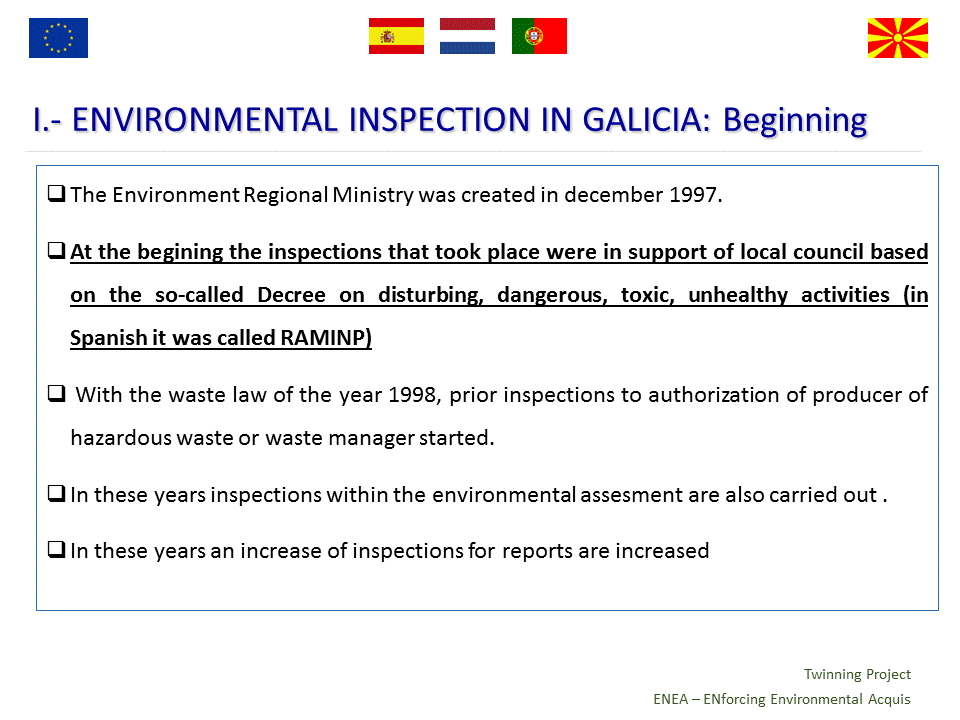 I.- ENVIRONMENTAL INSPECTION IN GALICIA: Beginning
The Environment Regional Ministry was created in december 1997.
At the begining the inspections that took place were in support of local council based
on the so-called Decree on disturbing, dangerous, toxic, unhealthy activities (in
Spanish it was called RAMINP)
With the waste law of the year 1998, prior inspections to authorization of producer of
hazardous waste or waste manager started.
In these years inspections within the environmental assesment are also carried out .
In these years an increase of inspections for reports are increased
Twinning Project
ENEA – ENforcing Environmental Acquis